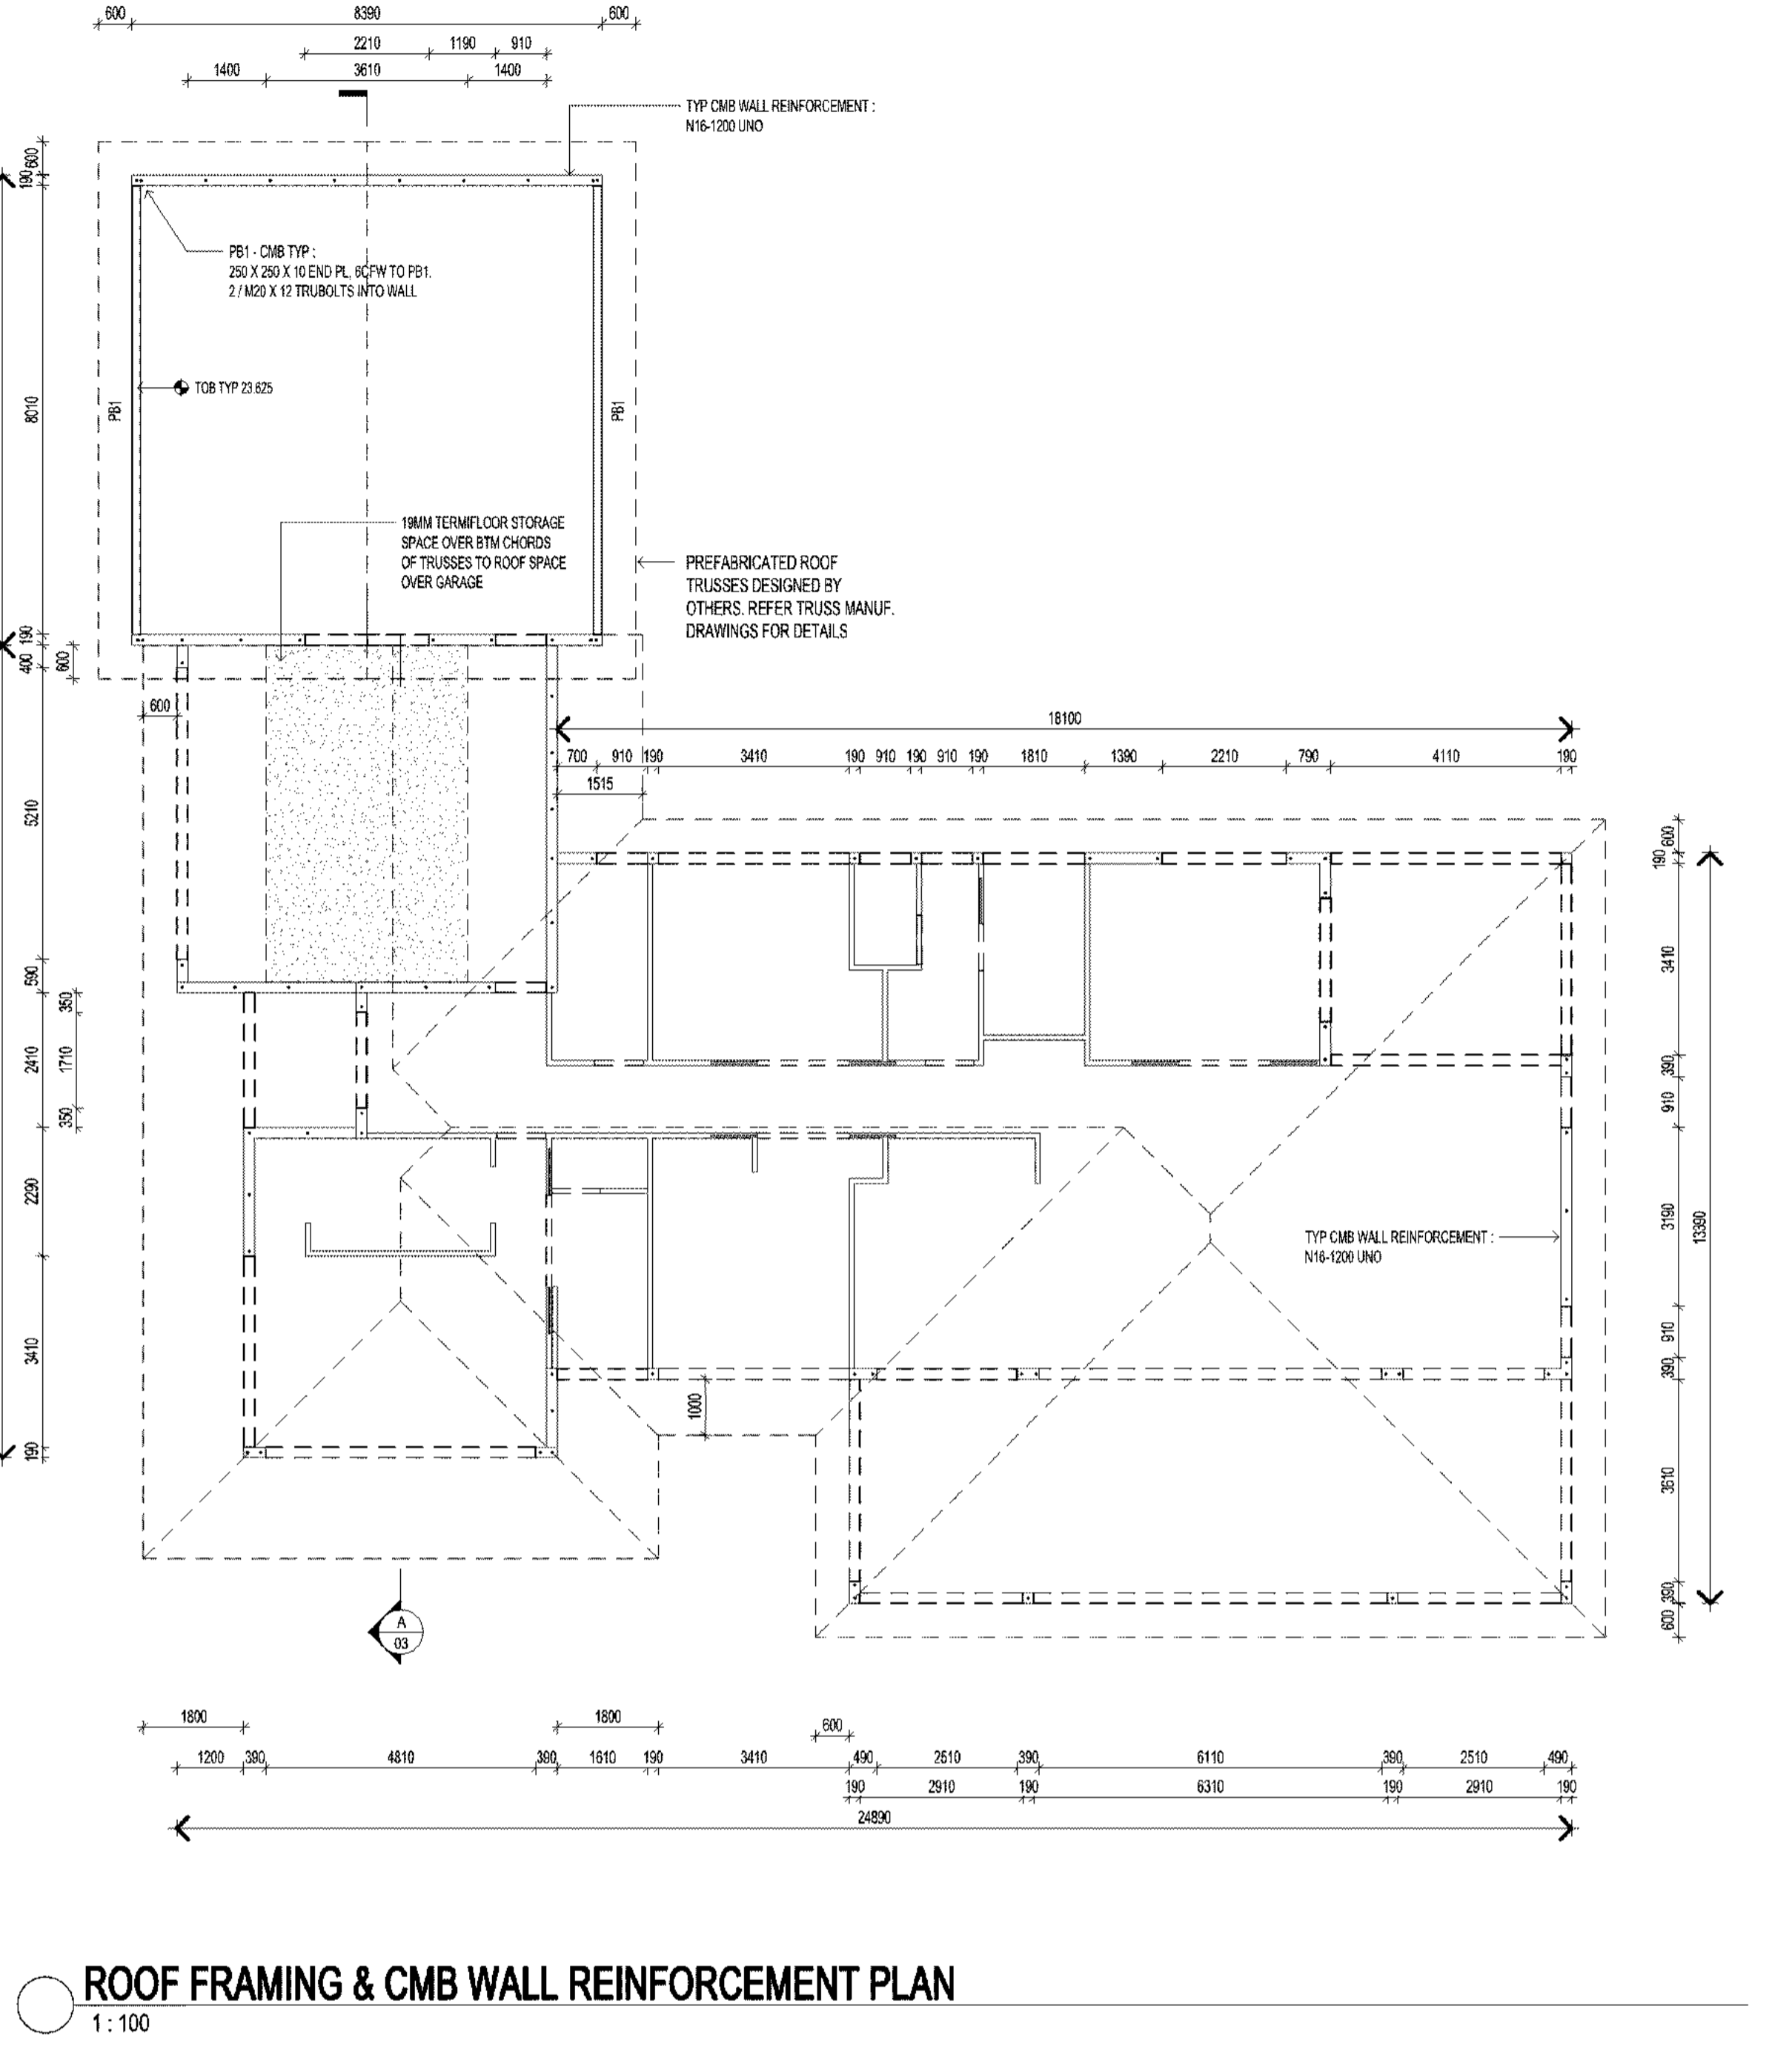 600 8390 600
2210 1190 910
1400 3610 1400
TYP CMB WALL REINFORCEMENT :
N16-1200 UNO
600
190
PB1 - CMB TYP :
250 X 250 X 10 END PL, 6CFW TO PB1.
2 / M20 X 12 TRUBOLTS INTO WALL
TOB TYP 23.625
PB1
PB1
8010
19MM TERMIFLOOR STORAGE
SPACE OVER BTM CHORDS
OF TRUSSES TO ROOF SPACE
OVER GARAGE
PREFABRICATED ROOF
TRUSSES DESIGNED BY
OTHERS. REFER TRUSS MANUF.
DRAWINGS FOR DETAILS
190
400
600
600
18100
700 910 190 3410 190 910 190 910 190 1810 1390 2210 790 4110 190
1515
5210
600
190
3410
590
350
2410
1710
350
390
910
2290
3190
13390
TYP CMB WALL REINFORCEMENT :
N16-1200 UNO
910
390
3410
1000
190
3610
390
600
A
03
1800 1800 600
1200 390 4810 390 1610 190 3410 490 2510 390 6110 390 2510 490
190 2910 190 6310 190 2910 190
24890
ROOF FRAMING & CMB WALL REINFORCEMENT PLAN
1 : 100